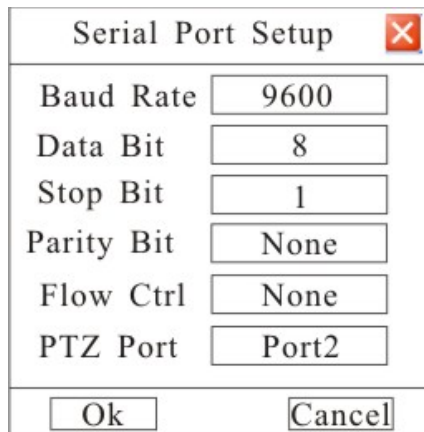 Serial Port Setup
Baud Rate 9600
Data Bit 8
Stop Bit 1
Parity Bit None
Flow Ctrl None
PTZ Port Port2
Ok Cancel